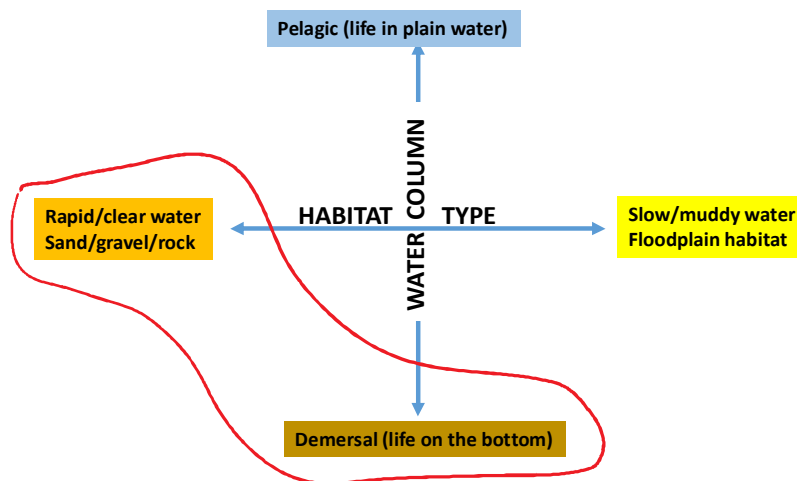 Pelagic (life in plain water)
WATER COLUMN
HABITAT TYPE
Rapid/clear water
Sand/gravel/rock
Slow/muddy water
Floodplain habitat
Demersal (life on the bottom)